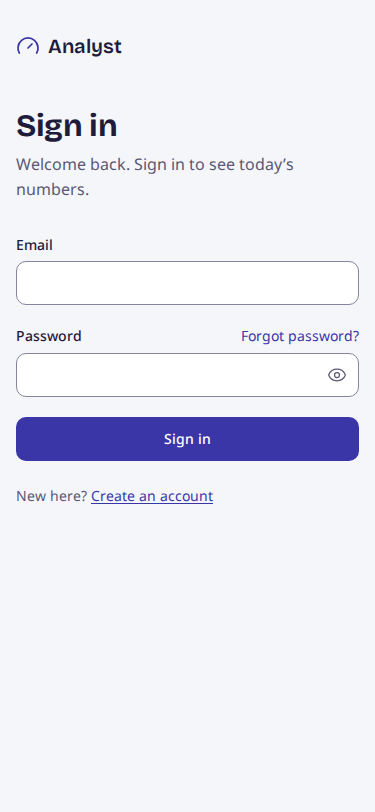 Analyst
Sign in
Welcome back. Sign in to see today’s
numbers.
Email
Password Forgot password?
Sign in
New here? Create an account